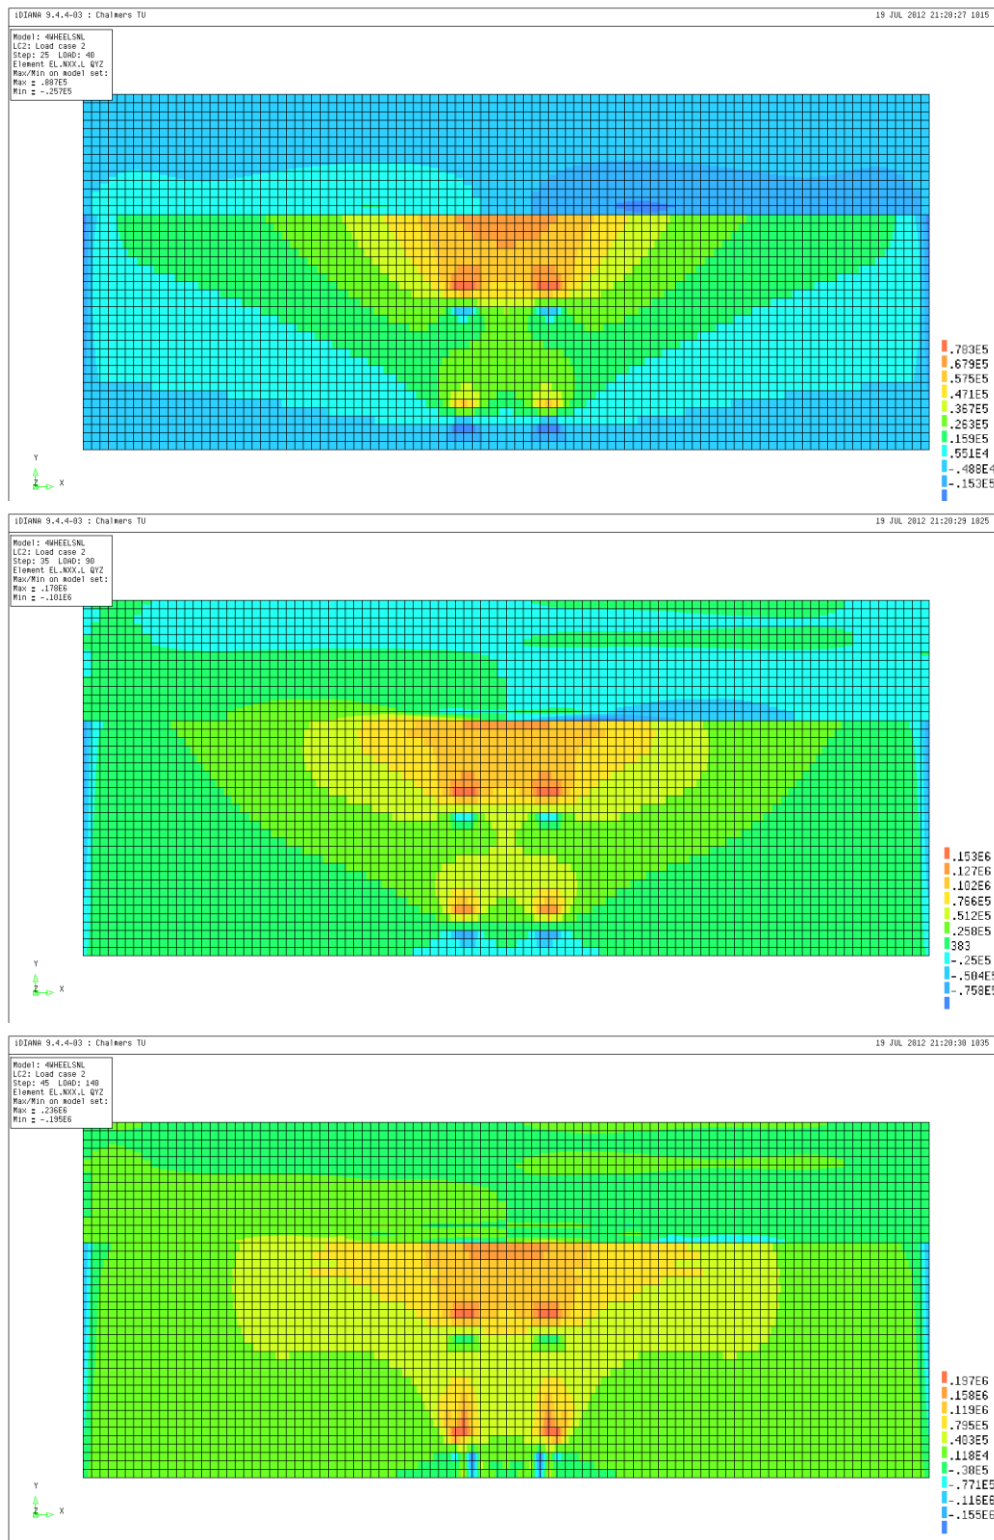 iDIANA 9.4.4-03 : Chalmers TU
19 JUL 2012 21:20:27 1015
Model: 4WHEELSNL
LC2: Load case 2
Step: 25 LOAD: 40
Element EL.NXX.L QYZ
Max/Min on model set:
Max = .887E5
Min = -.257E5
.783E5
.679E5
.575E5
.471E5
.367E5
.263E5
.159E5
.551E4
-.488E4
-.153E5
Y
Z X
iDIANA 9.4.4-03 : Chalmers TU
19 JUL 2012 21:20:29 1025
Model: 4WHEELSNL
LC2: Load case 2
Step: 35 LOAD: 90
Element EL.NXX.L QYZ
Max/Min on model set:
Max = .178E6
Min = -.101E6
.153E6
.127E6
.102E6
.766E5
.512E5
.258E5
383
-.25E5
-.504E5
-.758E5
Y
Z X
iDIANA 9.4.4-03 : Chalmers TU
19 JUL 2012 21:20:30 1035
Model: 4WHEELSNL
LC2: Load case 2
Step: 45 LOAD: 140
Element EL.NXX.L QYZ
Max/Min on model set:
Max = .236E6
Min = -.195E6
.197E6
.158E6
.119E6
.795E5
.403E5
.118E4
-.38E5
-.771E5
-.116E6
-.155E6
Y
Z X